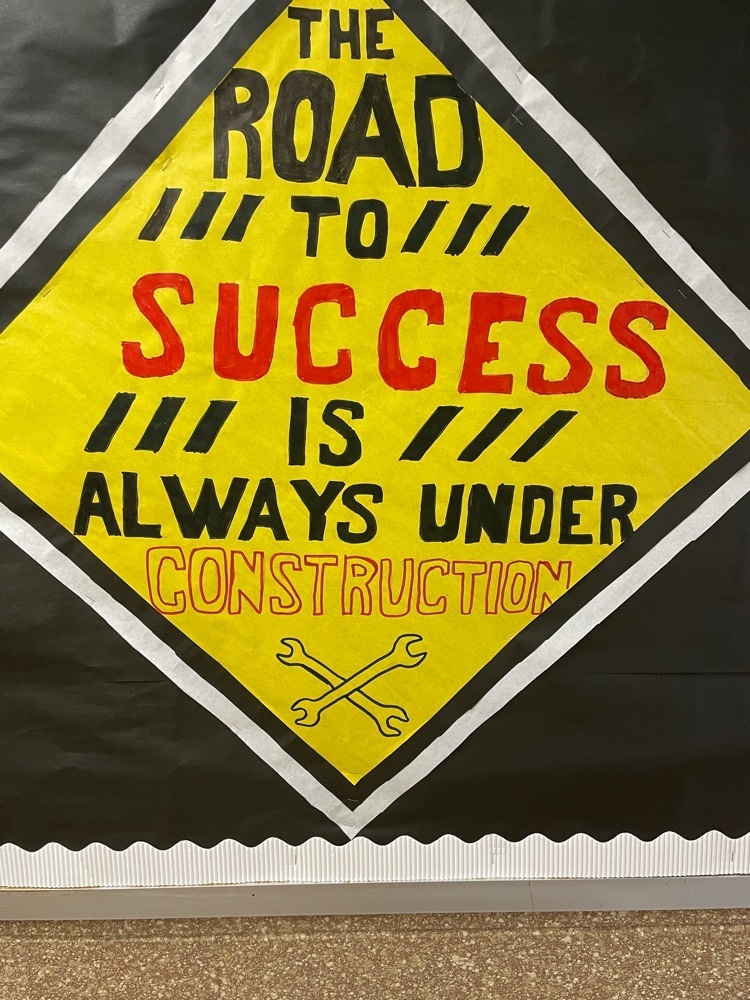 THE
ROAD
/// TO ///
SUCCESS
/// IS ///
ALWAYS UNDER
CONSTRUCTION